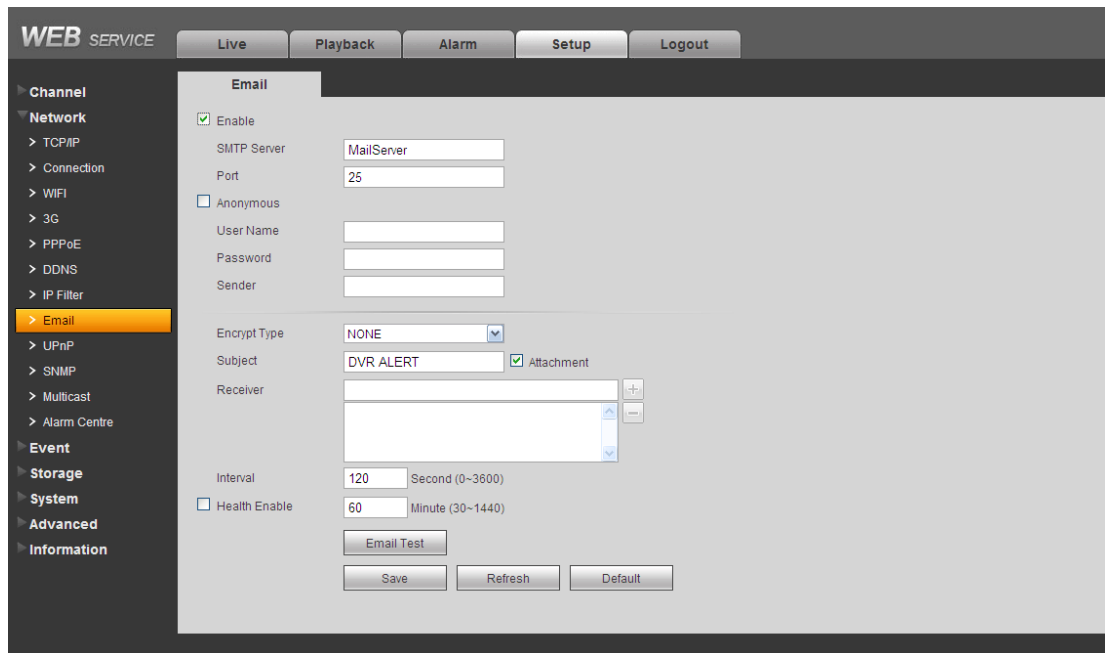 WEB SERVICE
Live
Playback
Alarm
Setup
Logout
Channel
Network
> TCP/IP
> Connection
> WIFI
> 3G
> PPPoE
> DDNS
> IP Filter
> Email
> UPnP
> SNMP
> Multicast
> Alarm Centre
Event
Storage
System
Advanced
Information
Email
Enable
SMTP Server MailServer
Port 25
Anonymous
User Name
Password
Sender
Encrypt Type NONE
Subject DVR ALERT Attachment
Receiver
Interval 120 Second (0~3600)
Health Enable 60 Minute (30~1440)
Email Test
Save Refresh Default